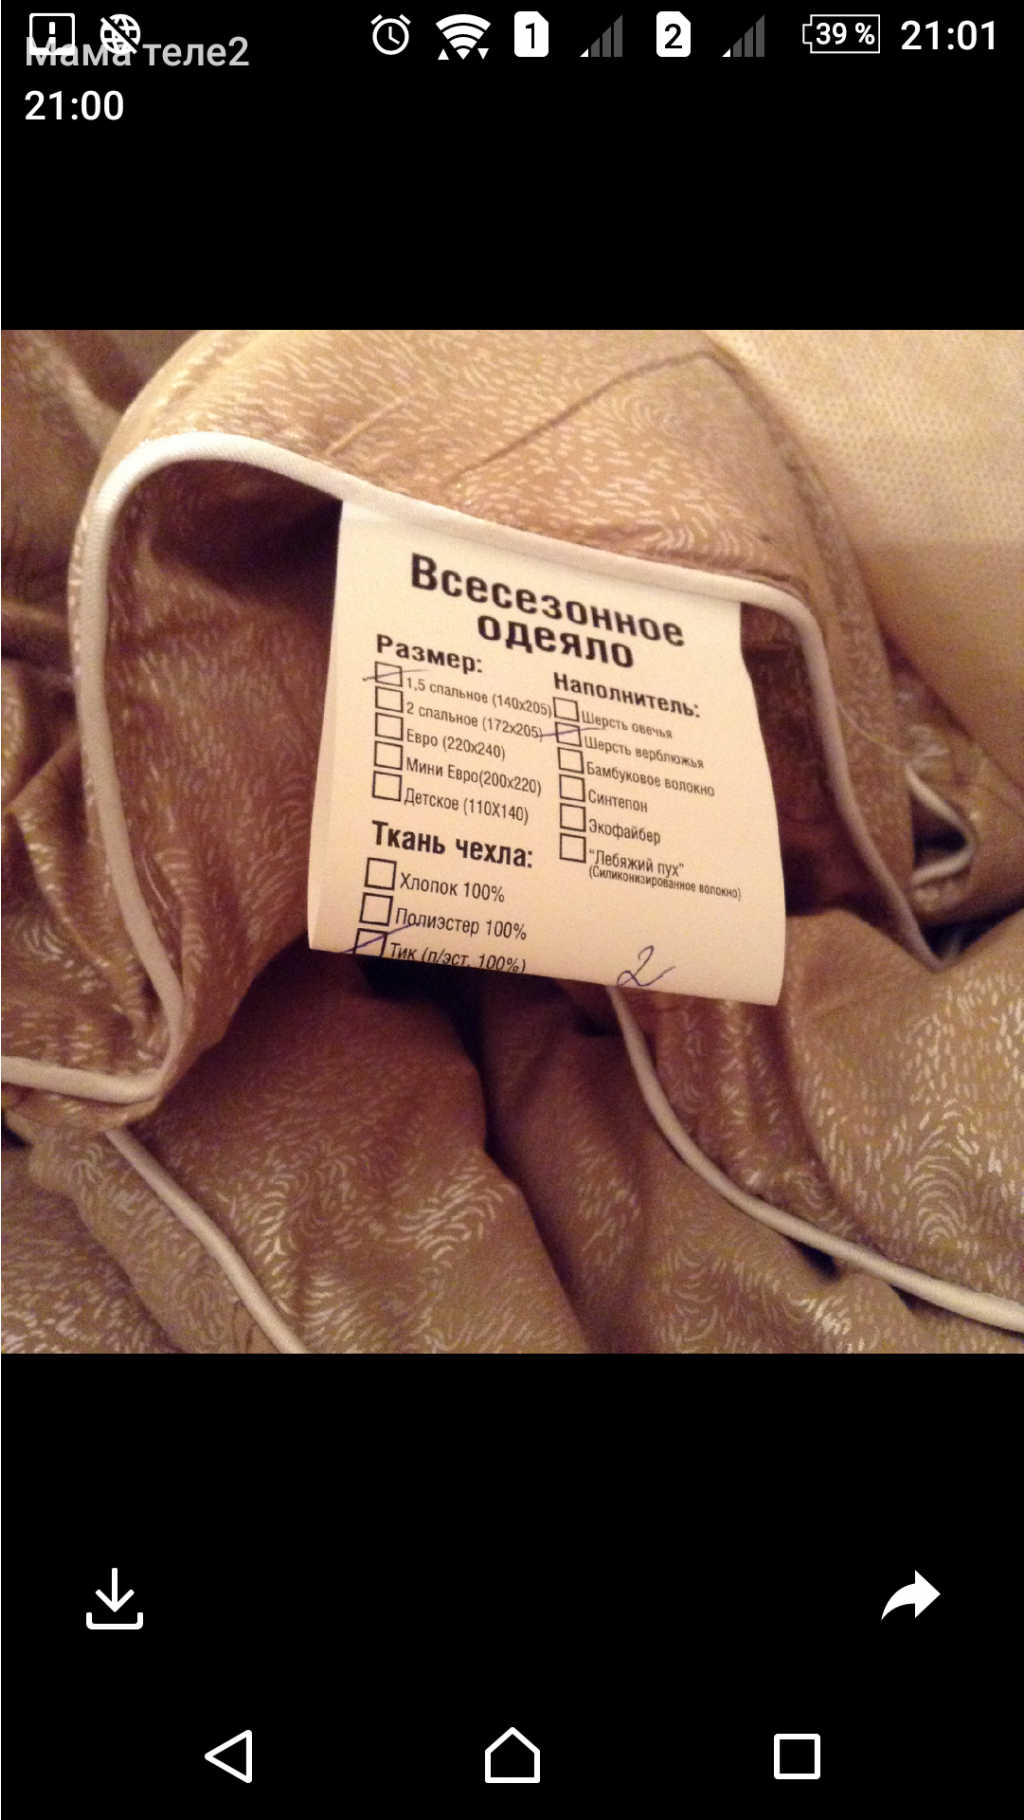 1
2
39 %
21:01
Мама теле2
21:00
Всесезонное
одеяло
Размер:
1,5 спальное (140х205)
2 спальное (172х205)
Евро (220х240)
Мини Евро(200х220)
Детское (110Х140)
Наполнитель:
Шерсть овечья
Шерсть верблюжья
Бамбуковое волокно
Синтепон
Экофайбер
"Лебяжий пух"
(Силиконизированное волокно)
Ткань чехла:
Хлопок 100%
Полиэстер 100%
Тик (п/эст. 100%)
2